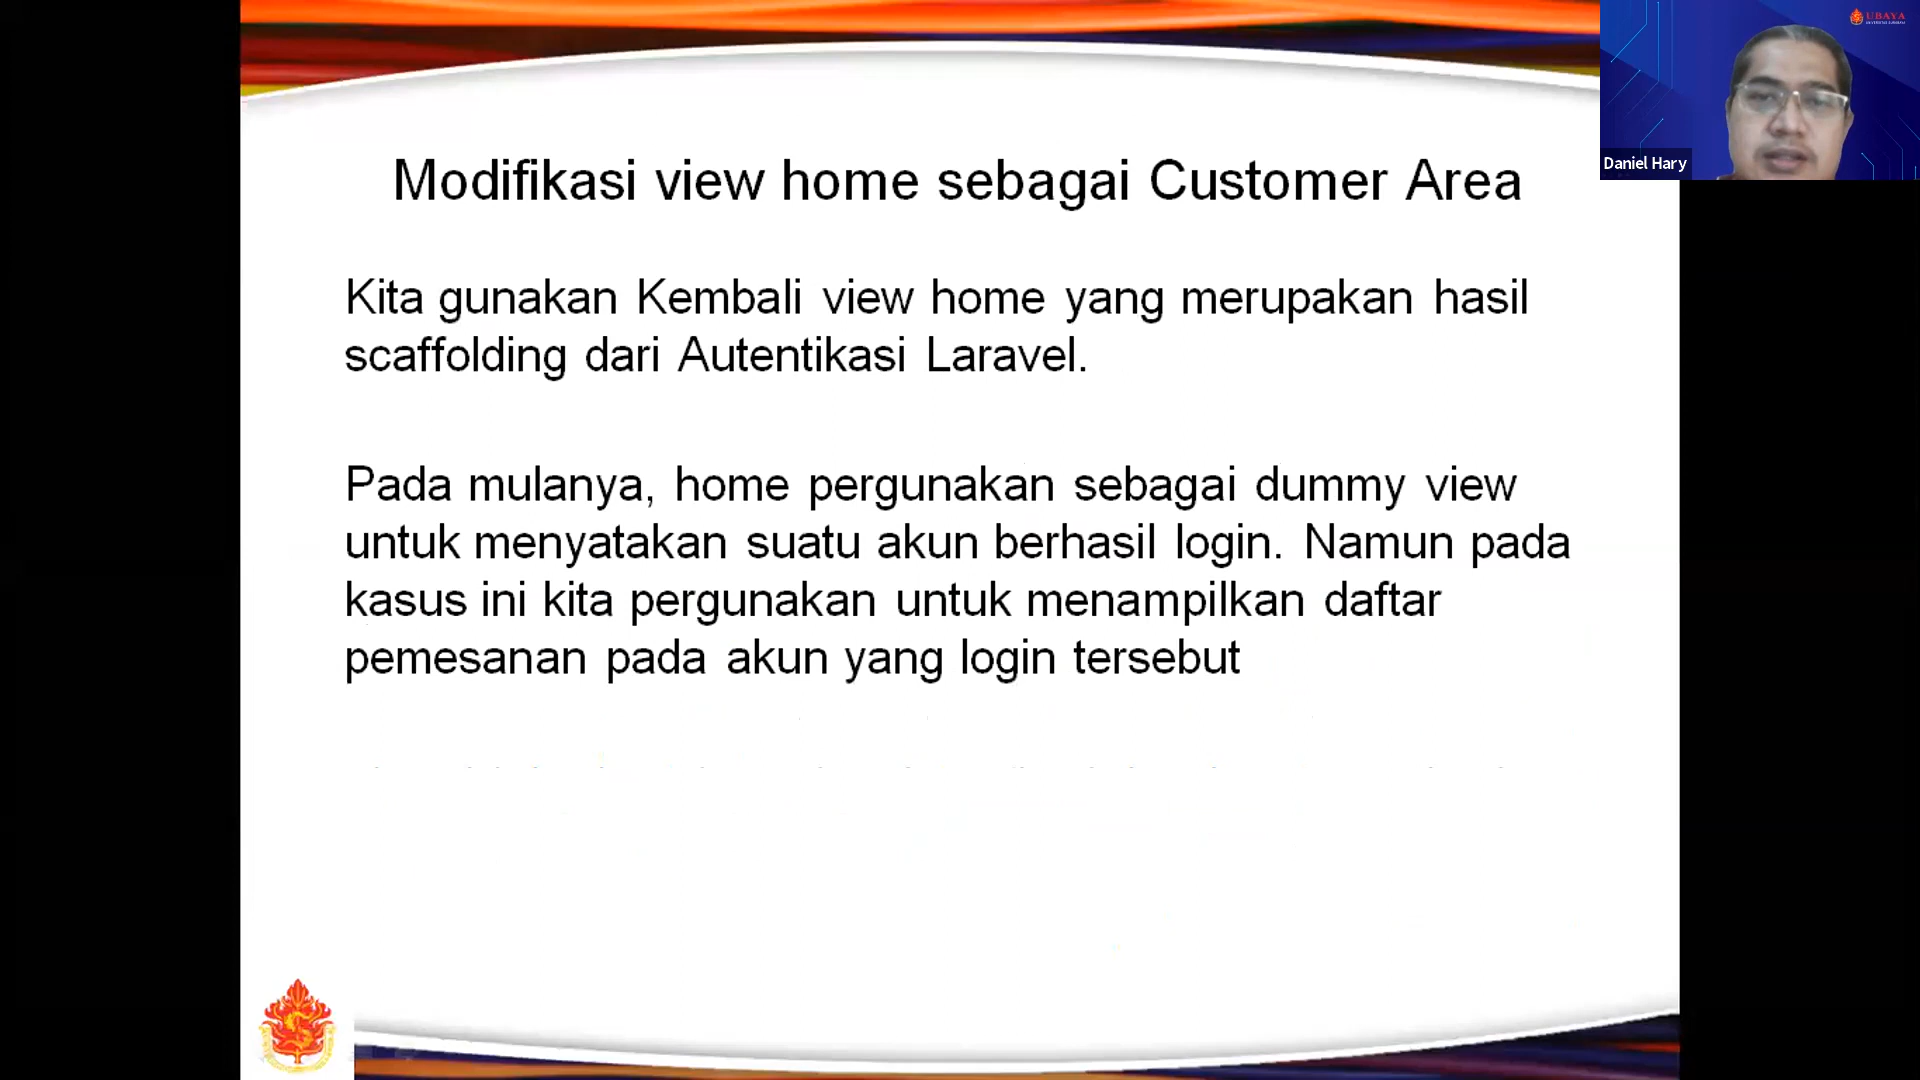 UBAYA
Daniel Hary
Modifikasi view home sebagai Customer Area
Kita gunakan Kembali view home yang merupakan hasil
scaffolding dari Autentikasi Laravel.
Pada mulanya, home pergunakan sebagai dummy view
untuk menyatakan suatu akun berhasil login. Namun pada
kasus ini kita pergunakan untuk menampilkan daftar
pemesanan pada akun yang login tersebut